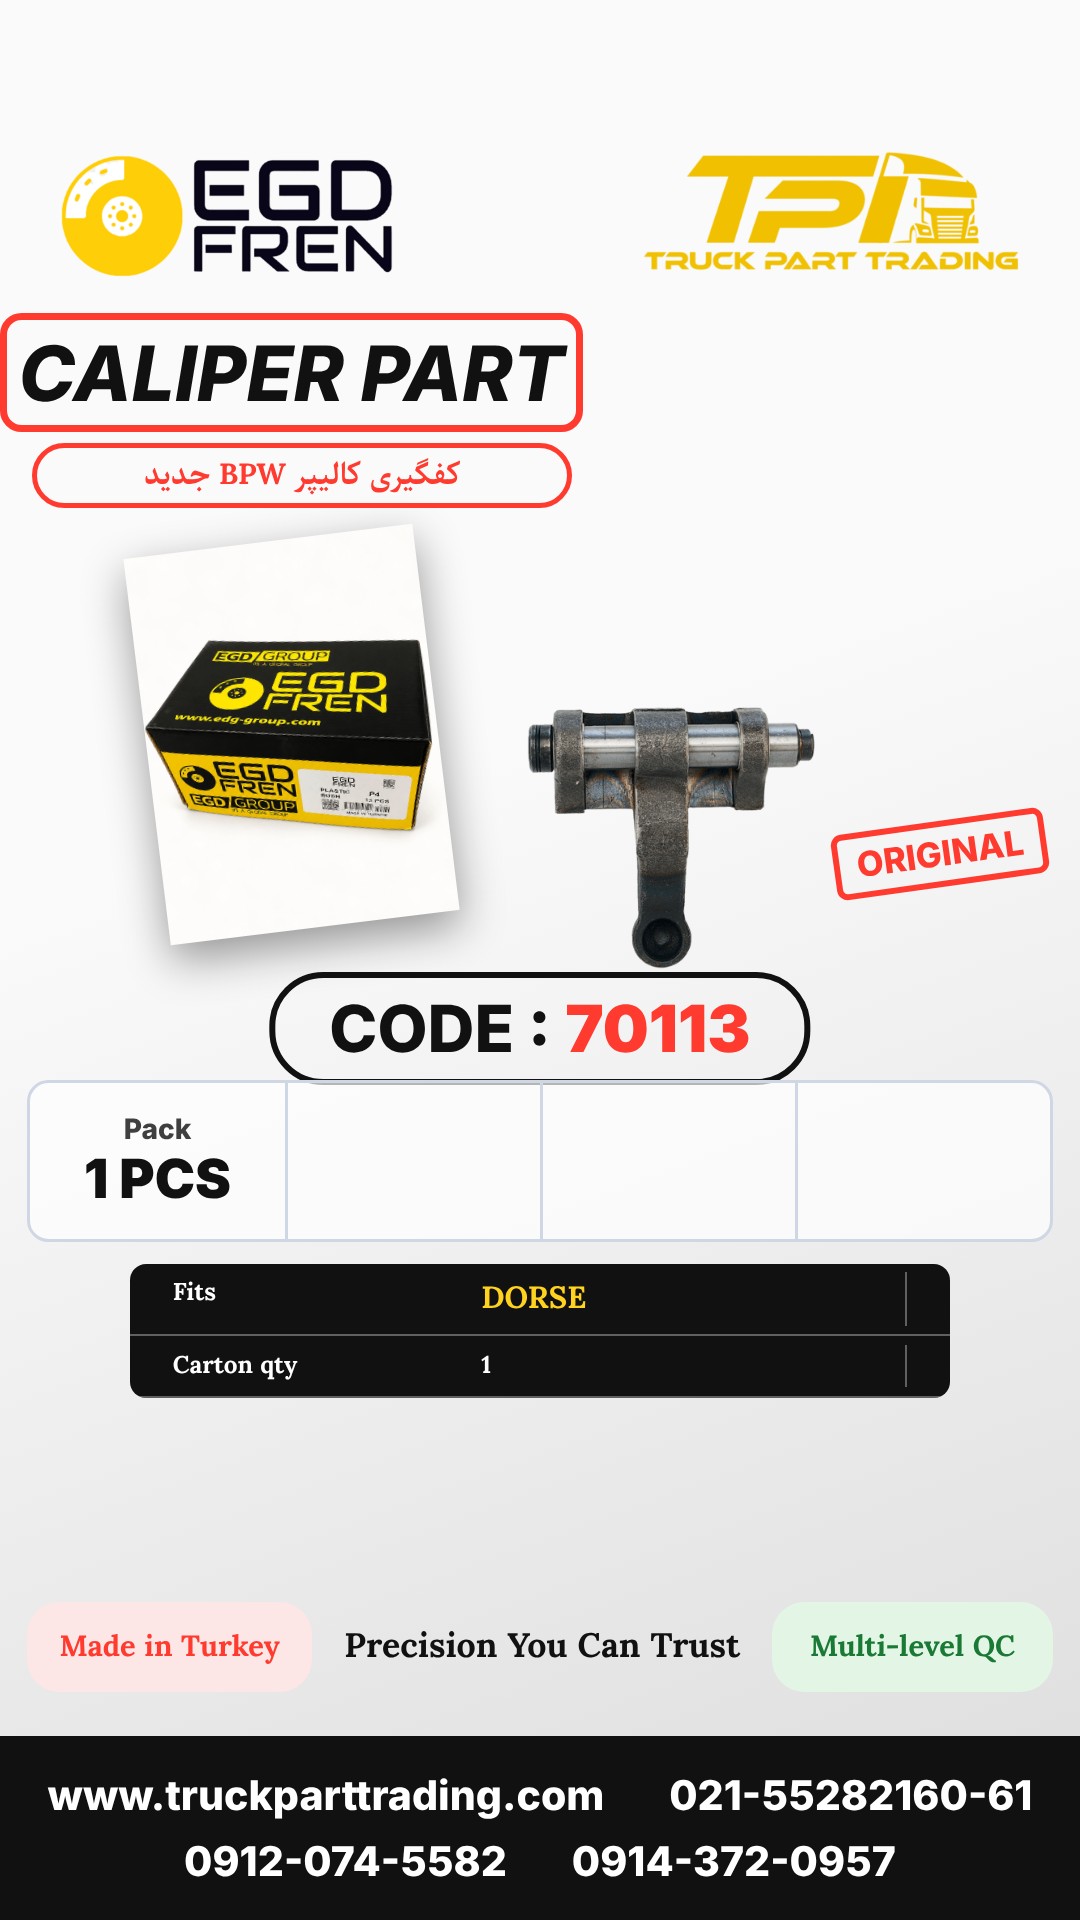 EGD
FREN
TPI
TRUCK PART TRADING
CALIPER PART
کفگیری کالیپر BPW جدید
EGD/GROUP
EGD
FREN
www.edg-group.com
EGD
FREN
EGD/GROUP
EGD
FREN
P4
ORIGINAL
CODE : 70113
Pack
1 PCS
Fits DORSE
Carton qty 1
Made in Turkey
Precision You Can Trust
Multi-level QC
www.truckparttrading.com 021-55282160-61
0912-074-5582 0914-372-0957